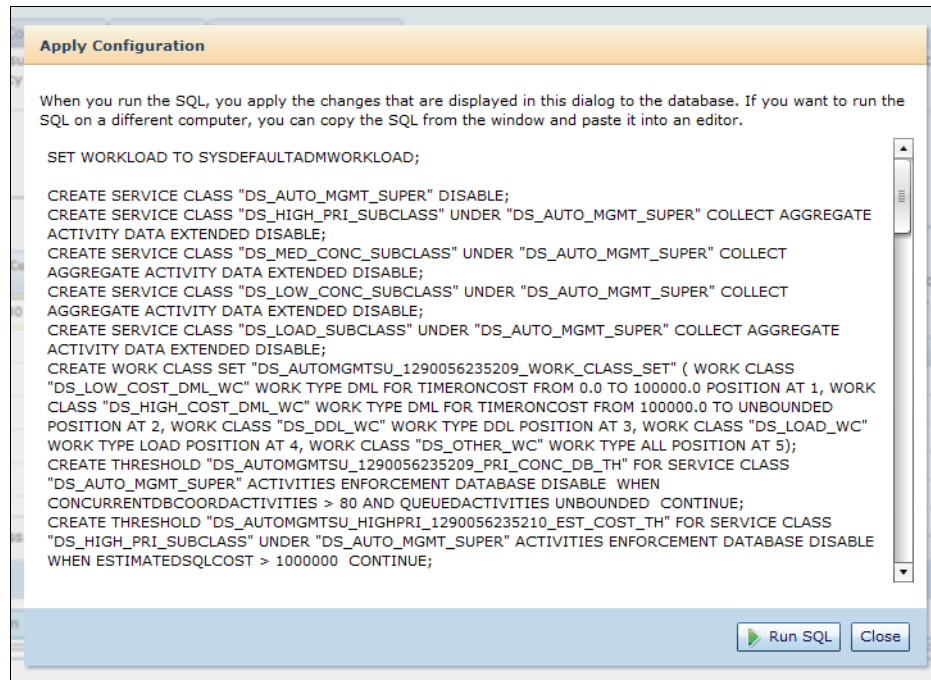 Apply Configuration
When you run the SQL, you apply the changes that are displayed in this dialog to the database. If you want to run the
SQL on a different computer, you can copy the SQL from the window and paste it into an editor.
SET WORKLOAD TO SYSDEFAULTADMWORKLOAD;
CREATE SERVICE CLASS "DS_AUTO_MGMT_SUPER" DISABLE;
CREATE SERVICE CLASS "DS_HIGH_PRI_SUBCLASS" UNDER "DS_AUTO_MGMT_SUPER" COLLECT AGGREGATE
ACTIVITY DATA EXTENDED DISABLE;
CREATE SERVICE CLASS "DS_MED_CONC_SUBCLASS" UNDER "DS_AUTO_MGMT_SUPER" COLLECT
AGGREGATE ACTIVITY DATA EXTENDED DISABLE;
CREATE SERVICE CLASS "DS_LOW_CONC_SUBCLASS" UNDER "DS_AUTO_MGMT_SUPER" COLLECT
AGGREGATE ACTIVITY DATA EXTENDED DISABLE;
CREATE SERVICE CLASS "DS_LOAD_SUBCLASS" UNDER "DS_AUTO_MGMT_SUPER" COLLECT AGGREGATE
ACTIVITY DATA EXTENDED DISABLE;
CREATE WORK CLASS SET "DS_AUTOMGMTSU_1290056235209_WORK_CLASS_SET" ( WORK CLASS
"DS_LOW_COST_DML_WC" WORK TYPE DML FOR TIMERONCOST FROM 0.0 TO 100000.0 POSITION AT 1, WORK
CLASS "DS_HIGH_COST_DML_WC" WORK TYPE DML FOR TIMERONCOST FROM 100000.0 TO UNBOUNDED
POSITION AT 2, WORK CLASS "DS_DDL_WC" WORK TYPE DDL POSITION AT 3, WORK CLASS "DS_LOAD_WC"
WORK TYPE LOAD POSITION AT 4, WORK CLASS "DS_OTHER_WC" WORK TYPE ALL POSITION AT 5);
CREATE THRESHOLD "DS_AUTOMGMTSU_1290056235209_PRI_CONC_DB_TH" FOR SERVICE CLASS
"DS_AUTO_MGMT_SUPER" ACTIVITIES ENFORCEMENT DATABASE DISABLE  WHEN
CONCURRENTDBCOORDACTIVITIES > 80 AND QUEUEDACTIVITIES UNBOUNDED  CONTINUE;
CREATE THRESHOLD "DS_AUTOMGMTSU_HIGHPRI_1290056235210_EST_COST_TH" FOR SERVICE CLASS
"DS_HIGH_PRI_SUBCLASS" UNDER "DS_AUTO_MGMT_SUPER" ACTIVITIES ENFORCEMENT DATABASE DISABLE
WHEN ESTIMATEDSQLCOST > 1000000  CONTINUE;
Run SQL
Close